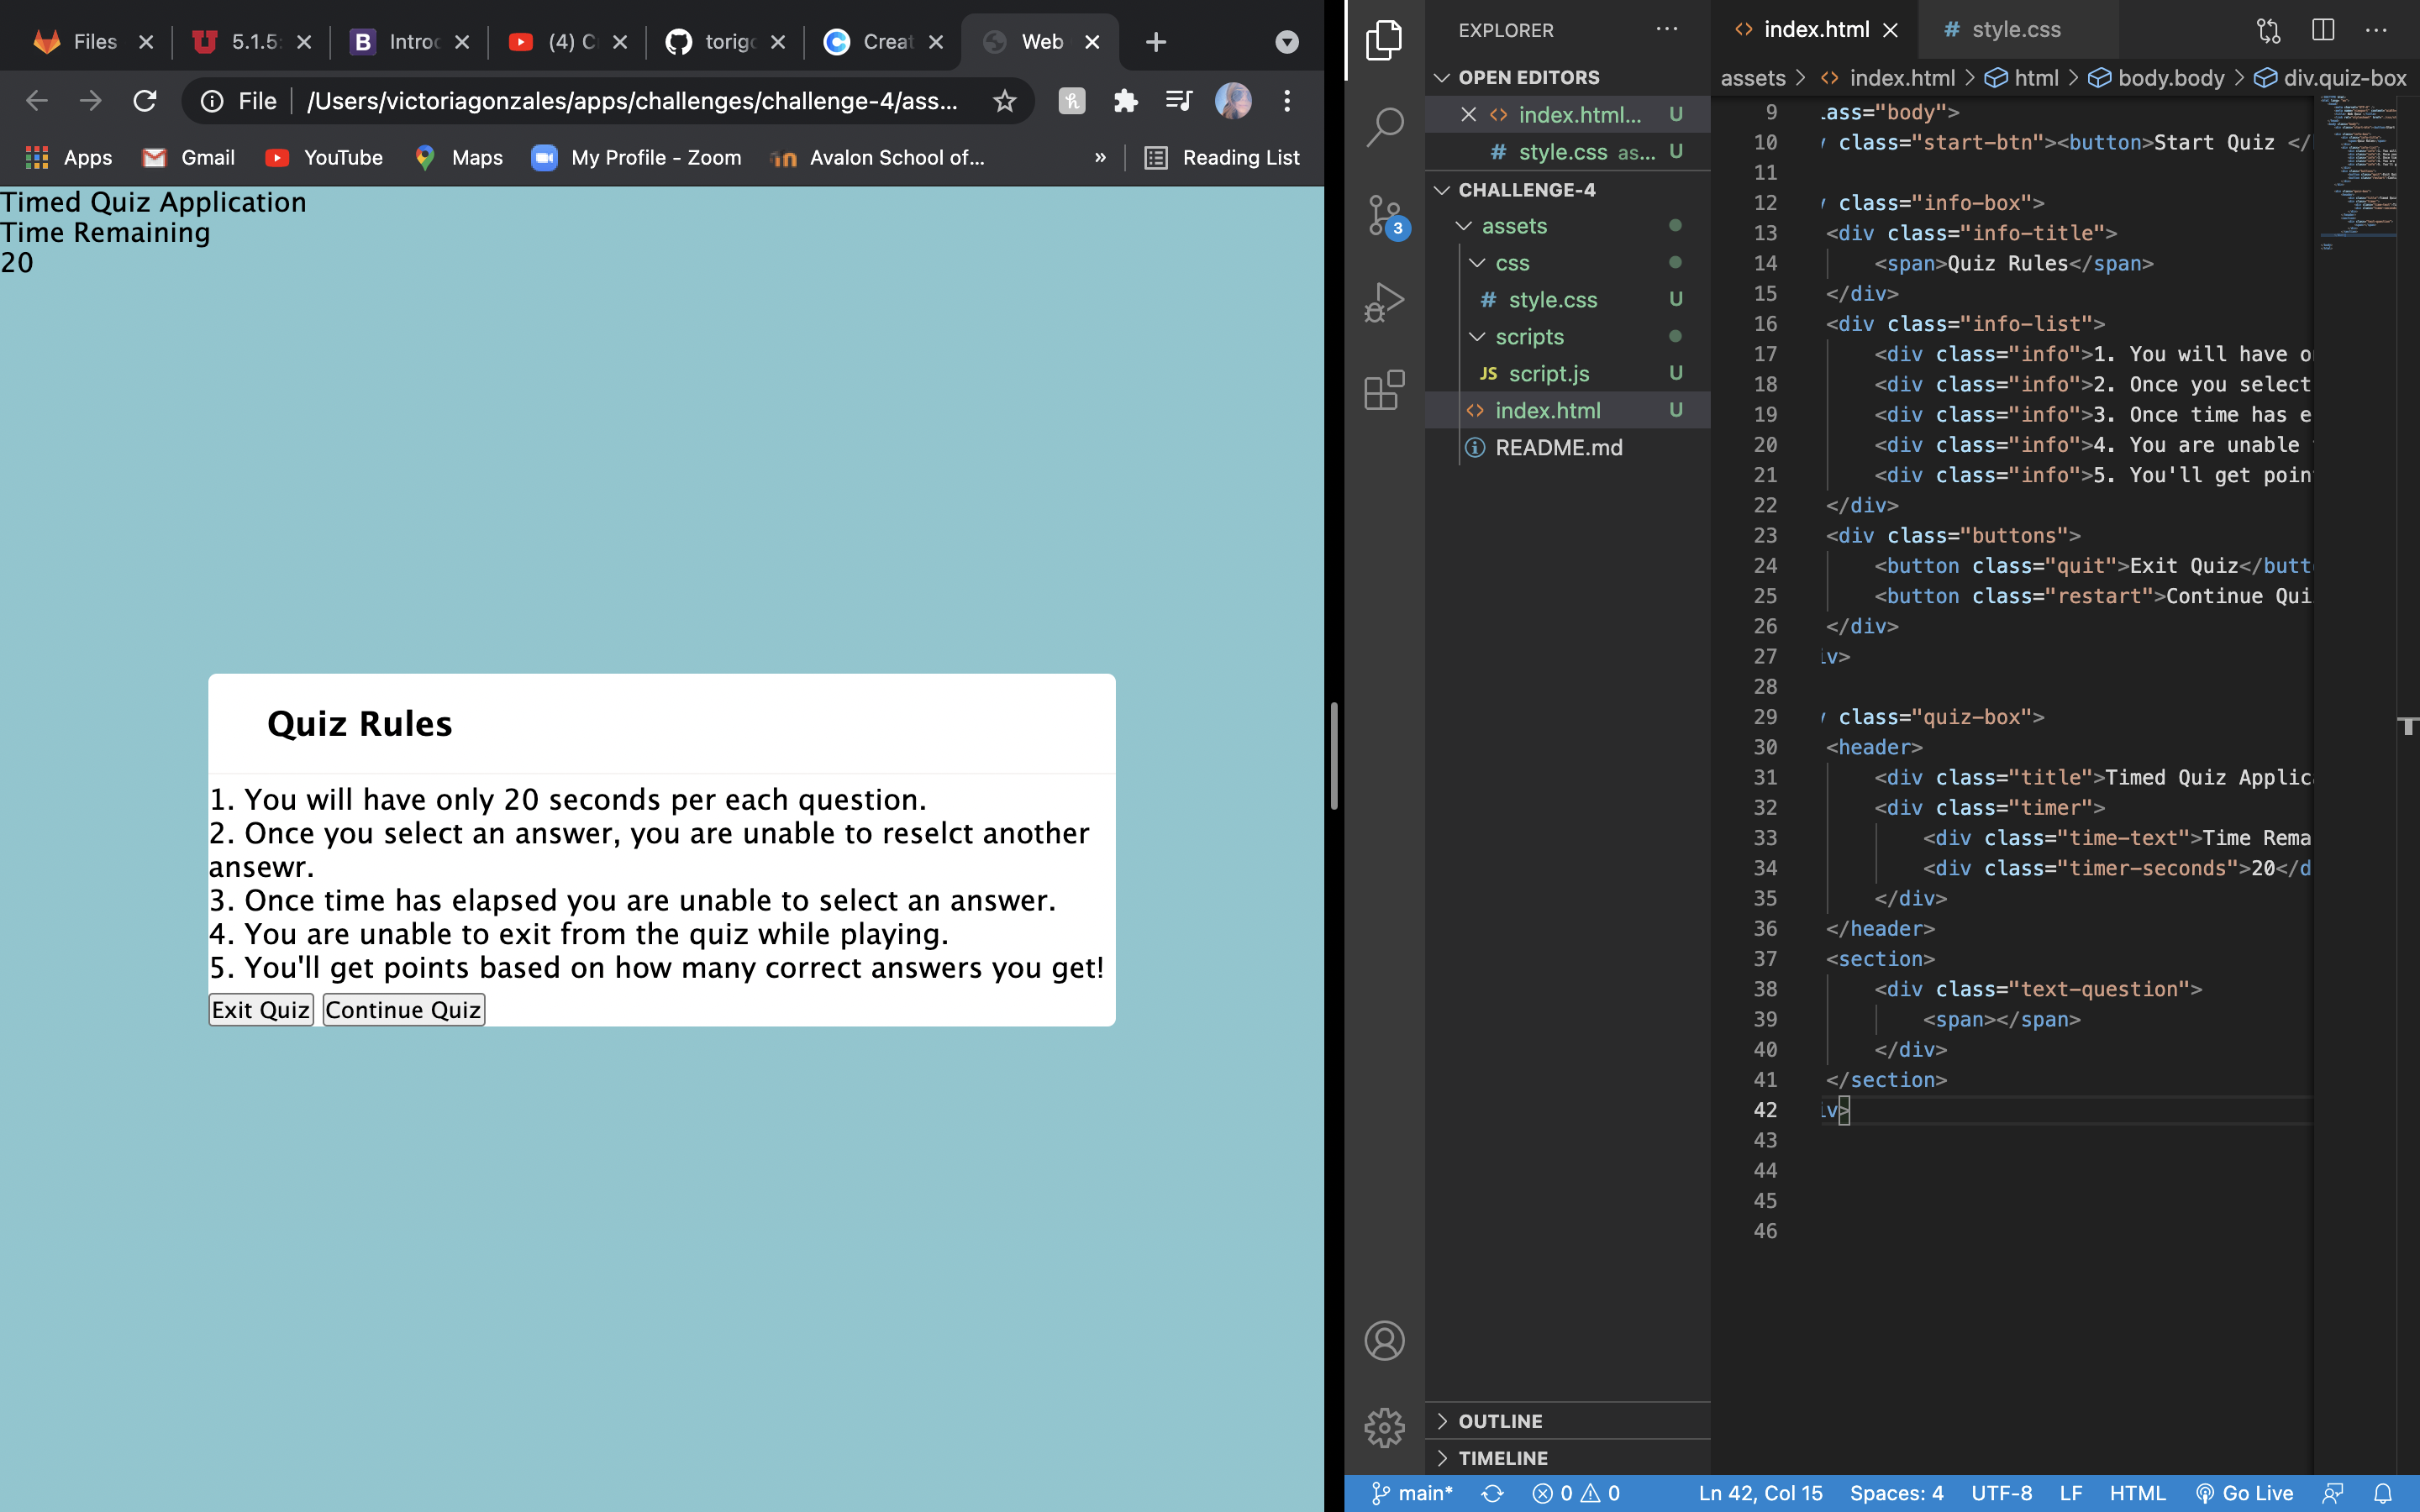 Files
5.1.5:
Introc
(4) C
torigo
Creat
Web
File
/Users/victoriagonzales/apps/challenges/challenge-4/ass...
Apps
Gmail
YouTube
Maps
My Profile - Zoom
Avalon School of...
»
Reading List
Timed Quiz Application
Time Remaining
20
Quiz Rules
1. You will have only 20 seconds per each question.
2. Once you select an answer, you are unable to reselct another
ansewr.
3. Once time has elapsed you are unable to select an answer.
4. You are unable to exit from the quiz while playing.
5. You'll get points based on how many correct answers you get!
Exit Quiz Continue Quiz
EXPLORER
OPEN EDITORS
index.html... U
# style.css as... U
CHALLENGE-4
assets
css
# style.css U
scripts
JS script.js U
<> index.html U
README.md
OUTLINE
TIMELINE
<> index.html
# style.css
assets > <> index.html > html > body.body > div.quiz-box
9 lass="body">
10 class="start-btn"><button>Start Quiz </
11
12 class="info-box">
13 <div class="info-title">
14 <span>Quiz Rules</span>
15 </div>
16 <div class="info-list">
17 <div class="info">1. You will have o
18 <div class="info">2. Once you select
19 <div class="info">3. Once time has e
20 <div class="info">4. You are unable
21 <div class="info">5. You'll get poin
22 </div>
23 <div class="buttons">
24 <button class="quit">Exit Quiz</butt
25 <button class="restart">Continue Qui
26 </div>
27 iv>
28
29 class="quiz-box">
30 <header>
31 <div class="title">Timed Quiz Applic
32 <div class="timer">
33 <div class="time-text">Time Rema
34 <div class="timer-seconds">20</d
35 </div>
36 </header>
37 <section>
38 <div class="text-question">
39 <span></span>
40 </div>
41 </section>
42 iv>
43
44
45
46
3
main* 0 0 Ln 42, Col 15 Spaces: 4 UTF-8 LF HTML Go Live